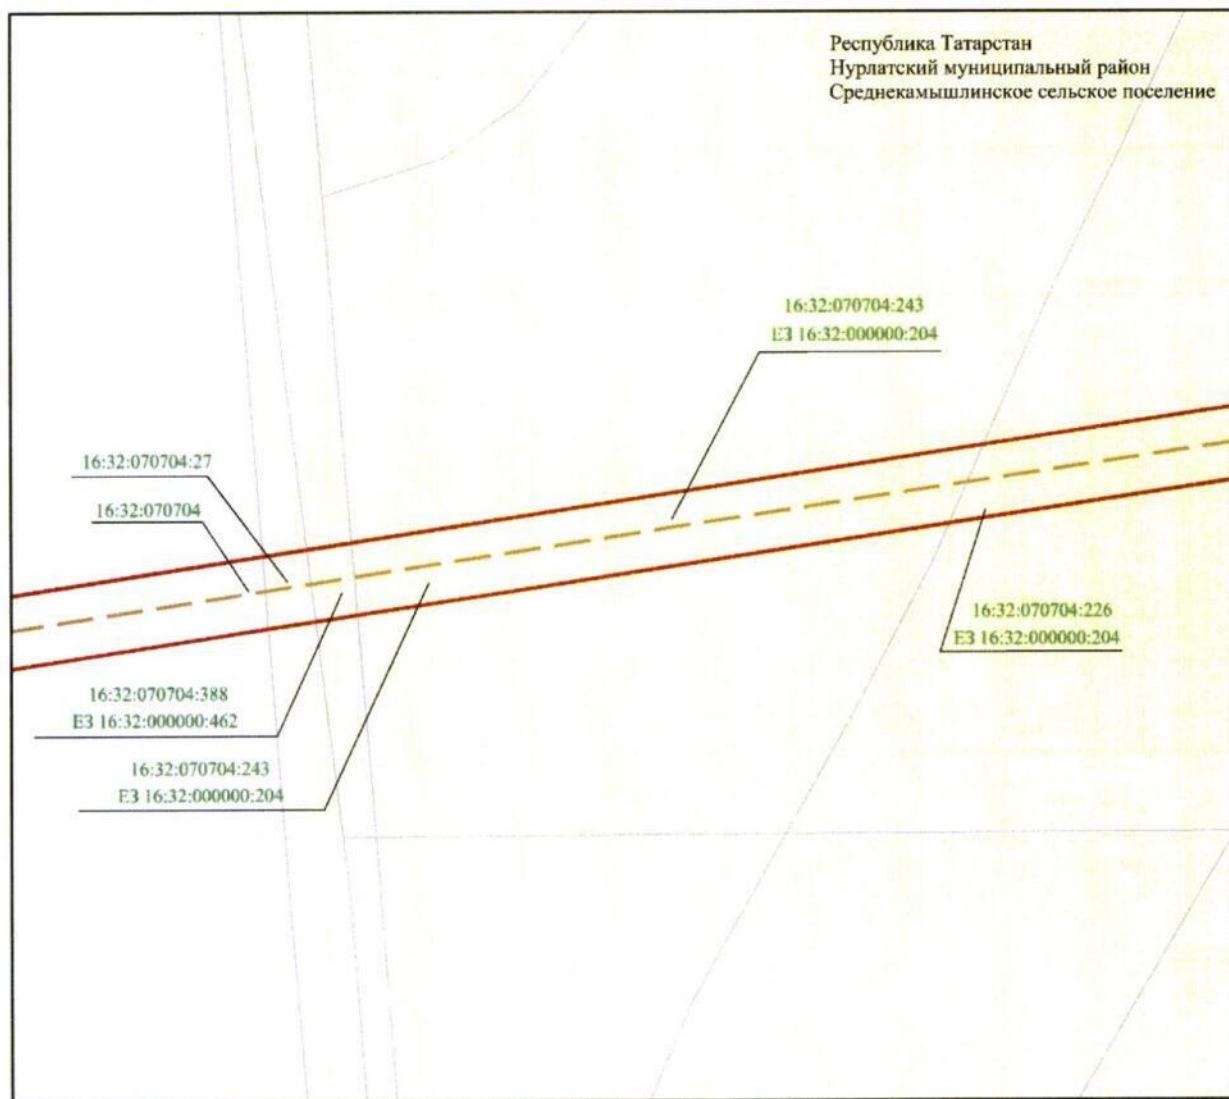 Республика Татарстан
Нурлатский муниципальный район
Среднекамышлинское сельское поселение
16:32:070704:243
ЕЗ 16:32:000000:204
16:32:070704:27
16:32:070704
16:32:070704:226
ЕЗ 16:32:000000:204
16:32:070704:388
ЕЗ 16:32:000000:462
16:32:070704:243
ЕЗ 16:32:000000:204